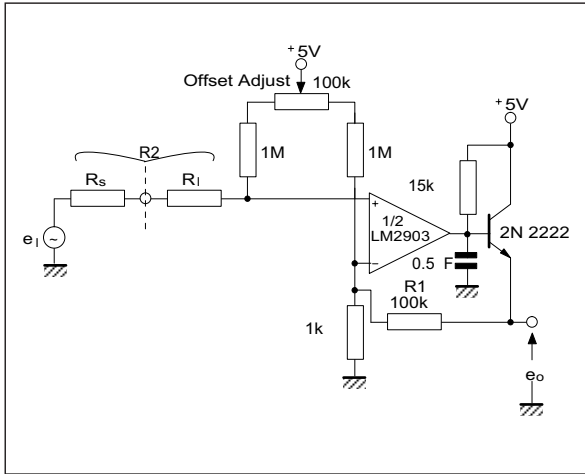 +5V
Offset Adjust
100k
+5V
R2
1M
1M
15k
Rs
Rl
+
1/2
LM2903
2N 2222
eI
~
0.5 F
−
R1
100k
1k
eo